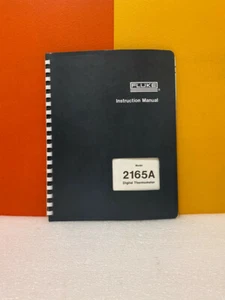 FLUKE
Instruction Manual
Model
2165A
Digital Thermometer